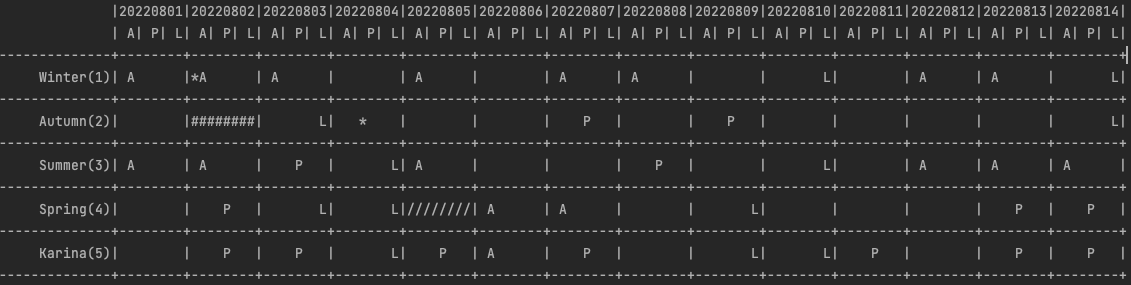 |20220801|20220802|20220803|20220804|20220805|20220806|20220807|20220808|20220809|20220810|20220811|20220812|20220813|20220814|
              | A| P| L| A| P| L| A| P| L| A| P| L| A| P| L| A| P| L| A| P| L| A| P| L| A| P| L| A| P| L| A| P| L| A| P| L| A| P| L| A| P| L|
--------------+--------+--------+--------+--------+--------+--------+--------+--------+--------+--------+--------+--------+--------+--------+
     Winter(1)| A      |*A      | A      |        | A      |        | A      | A      |        |       L|        | A      | A      |       L|
--------------+--------+--------+--------+--------+--------+--------+--------+--------+--------+--------+--------+--------+--------+--------+
     Autumn(2)|        |########|       L|   *    |        |        |    P   |        |    P   |        |        |        |        |       L|
--------------+--------+--------+--------+--------+--------+--------+--------+--------+--------+--------+--------+--------+--------+--------+
     Summer(3)| A      | A      |    P   |       L| A      |        |        |    P   |        |       L|        | A      | A      | A      |
--------------+--------+--------+--------+--------+--------+--------+--------+--------+--------+--------+--------+--------+--------+--------+
     Spring(4)|        |    P   |       L|       L|////////| A      | A      |        |       L|        |        |        |    P   |    P   |
--------------+--------+--------+--------+--------+--------+--------+--------+--------+--------+--------+--------+--------+--------+--------+
     Karina(5)|        |    P   |    P   |       L|    P   | A      |    P   |        |       L|       L|    P   |        |    P   |    P   |
--------------+--------+--------+--------+--------+--------+--------+--------+--------+--------+--------+--------+--------+--------+--------+